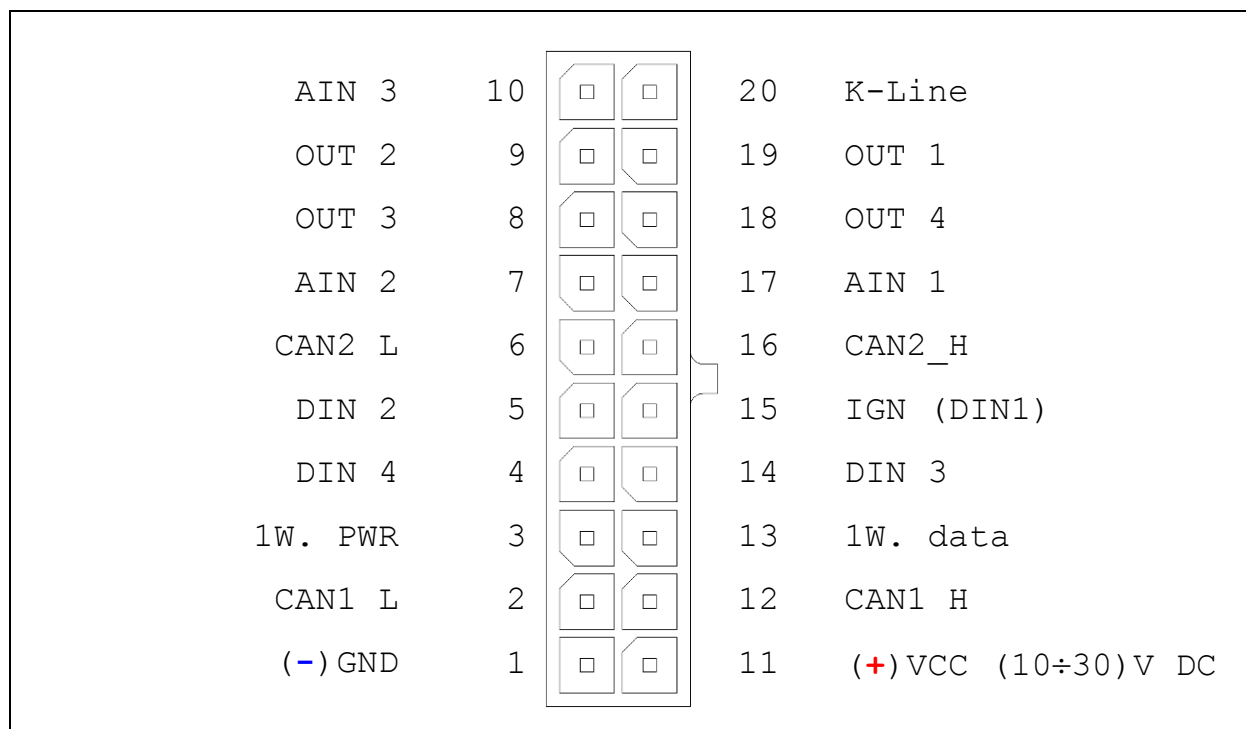 AIN 3 10 20 K-Line
OUT 2 9 19 OUT 1
OUT 3 8 18 OUT 4
AIN 2 7 17 AIN 1
CAN2 L 6 16 CAN2_H
DIN 2 5 15 IGN (DIN1)
DIN 4 4 14 DIN 3
1W. PWR 3 13 1W. data
CAN1 L 2 12 CAN1 H
(-)GND 1 11 (+)VCC (10÷30)V DC